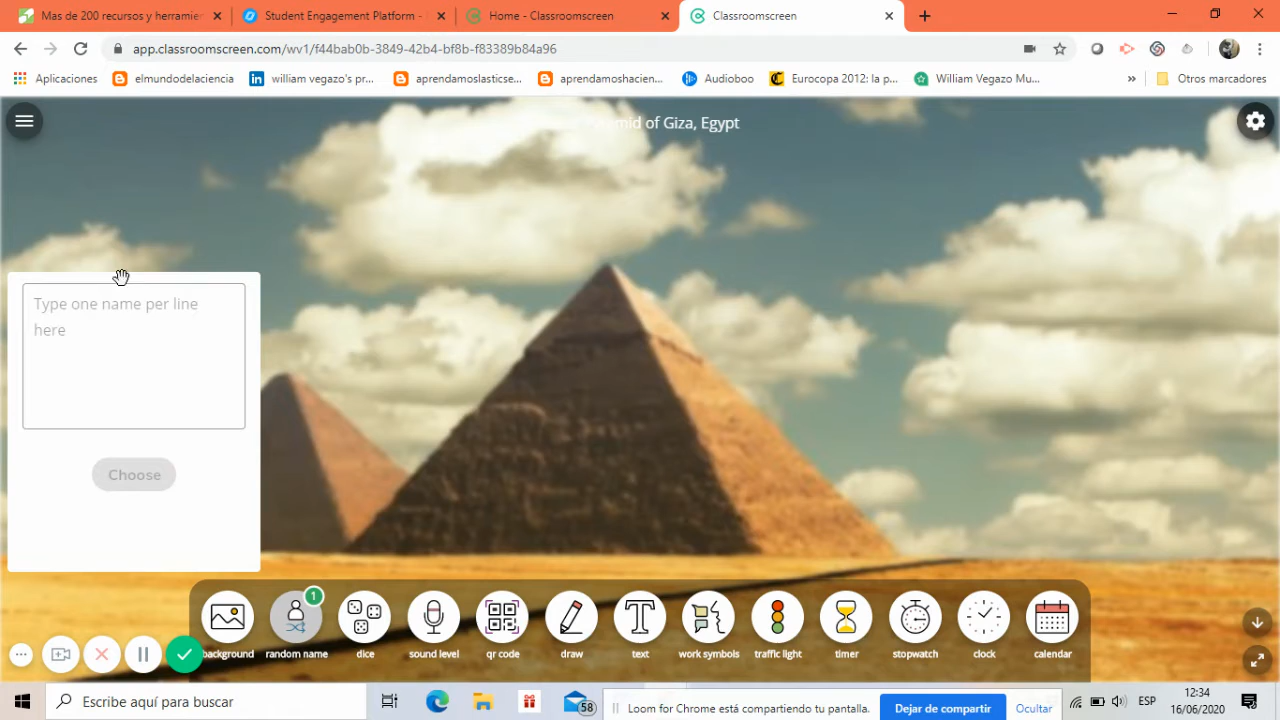 Mas de 200 recursos y herramier
Student Engagement Platform -
Home - Classroomscreen
Classroomscreen
app.classroomscreen.com/wv1/f44bab0b-3849-42b4-bf8b-f83389b84a96
Aplicaciones
elmundodelaciencia
william vegazo's pr...
aprendamoslasticse...
aprendamoshacien...
Audioboo
Eurocopa 2012: la p...
William Vegazo Mu...
»
Otros marcadores
of Giza, Egypt
Type one name per line
here
Choose
1
background
random name
dice
sound level
qr code
draw
text
work symbols
traffic light
timer
stopwatch
clock
calendar
Escribe aquí para buscar
58
Loom for Chrome está compartiendo tu pantalla.
Dejar de compartir
Ocultar
ESP
12:34
16/06/2020